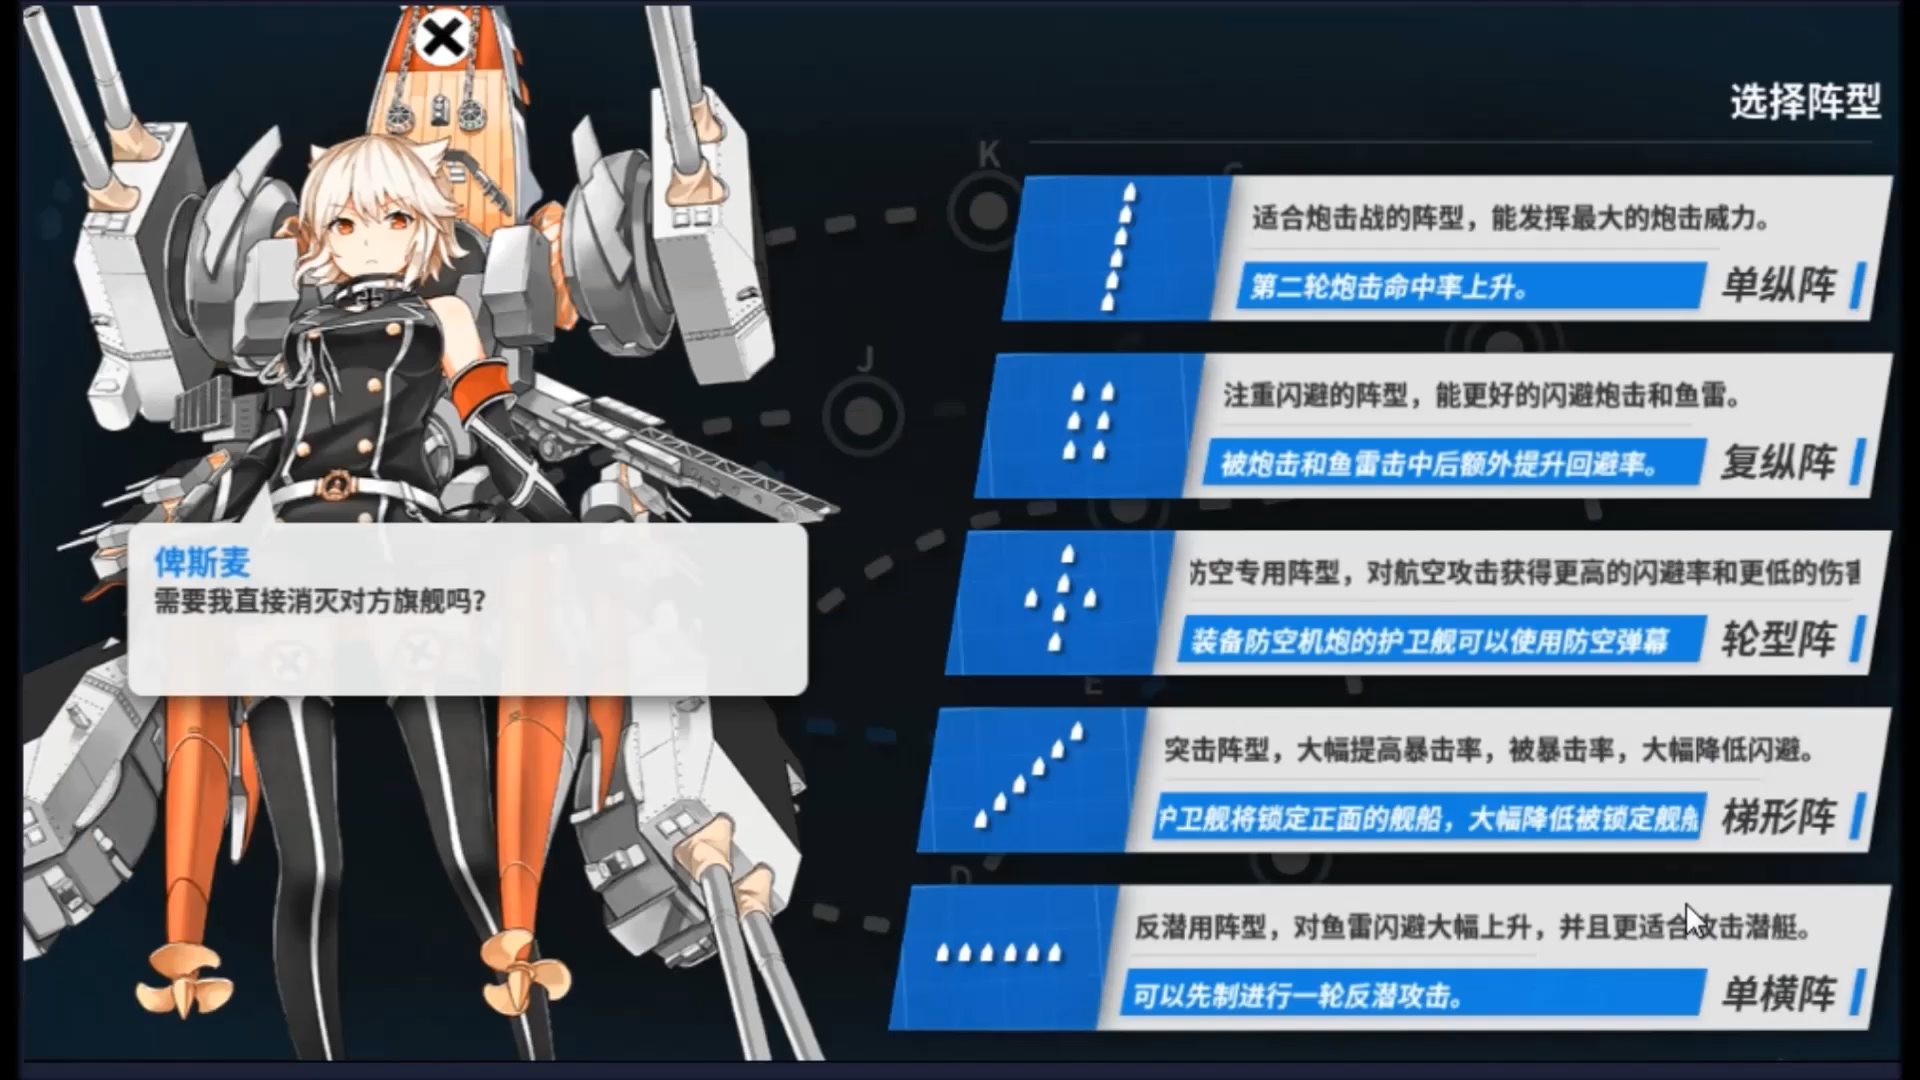 选择阵型
K
适合炮击战的阵型，能发挥最大的炮击威力。
第二轮炮击命中率上升。
单纵阵
J
注重闪避的阵型，能更好的闪避炮击和鱼雷。
被炮击和鱼雷击中后额外提升回避率。
复纵阵
防空专用阵型，对航空攻击获得更高的闪避率和更低的伤害
装备防空机炮的护卫舰可以使用防空弹幕
轮型阵
俾斯麦
需要我直接消灭对方旗舰吗？
E
突击阵型，大幅提高暴击率，被暴击率，大幅降低闪避。
护卫舰将锁定正面的舰船，大幅降低被锁定舰船
梯形阵
D
反潜用阵型，对鱼雷闪避大幅上升，并且更适合攻击潜艇。
可以先制进行一轮反潜攻击。
单横阵